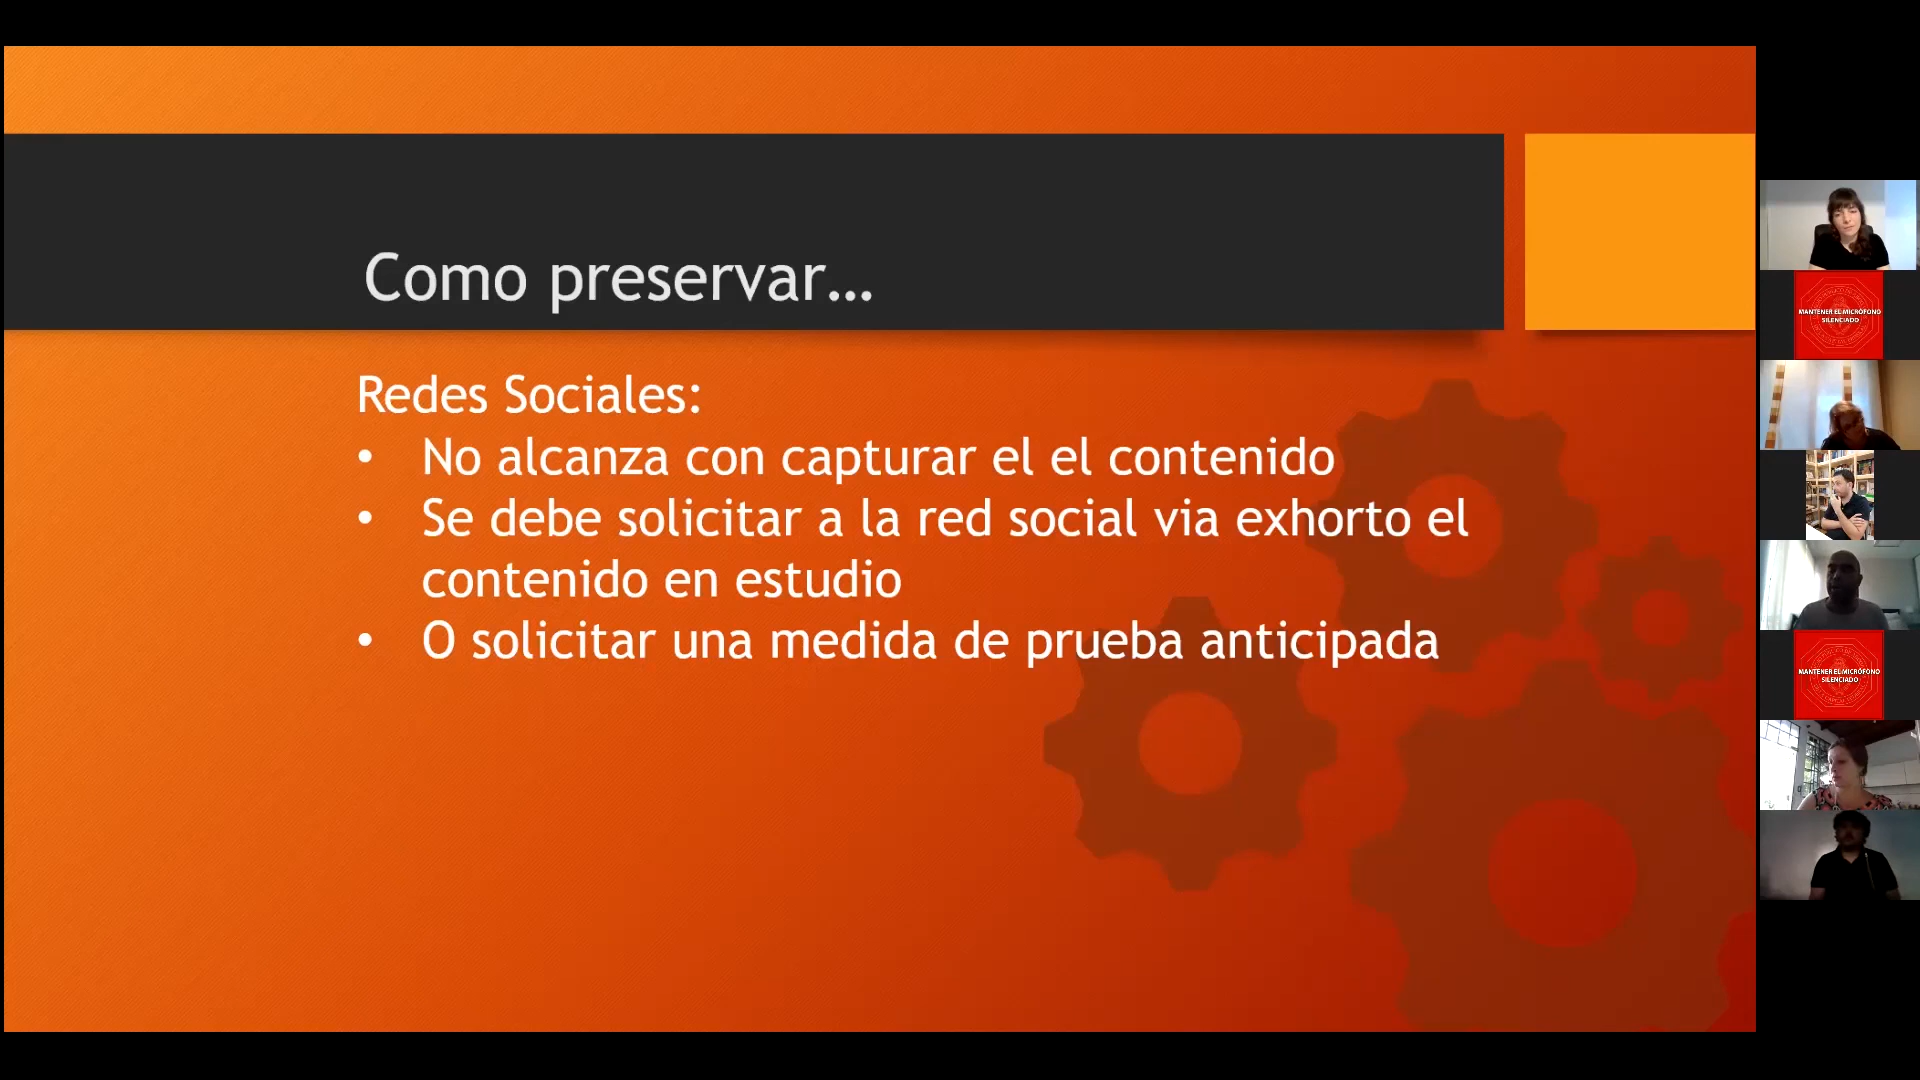 Como preservar...
Redes Sociales:
• No alcanza con capturar el el contenido
• Se debe solicitar a la red social via exhorto el
contenido en estudio
• O solicitar una medida de prueba anticipada
MANTENER EL MICRÓFONO
SILENCIADO
MANTENER EL MICRÓFONO
SILENCIADO